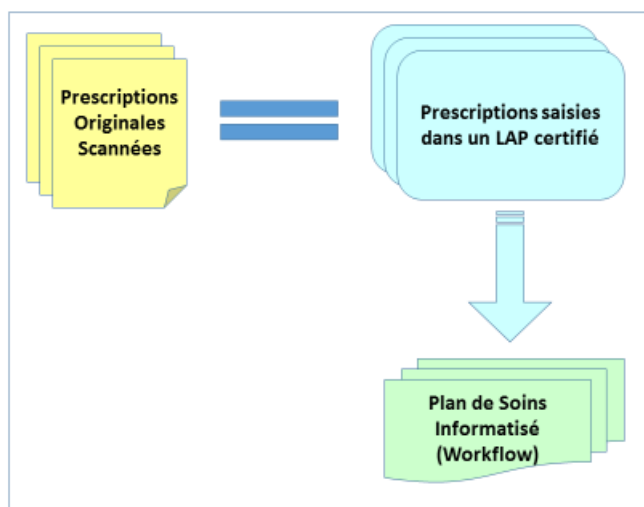 Prescriptions
Originales
Scannées
Prescriptions saisies
dans un LAP certifié
Plan de Soins
Informatisé
(Workflow)